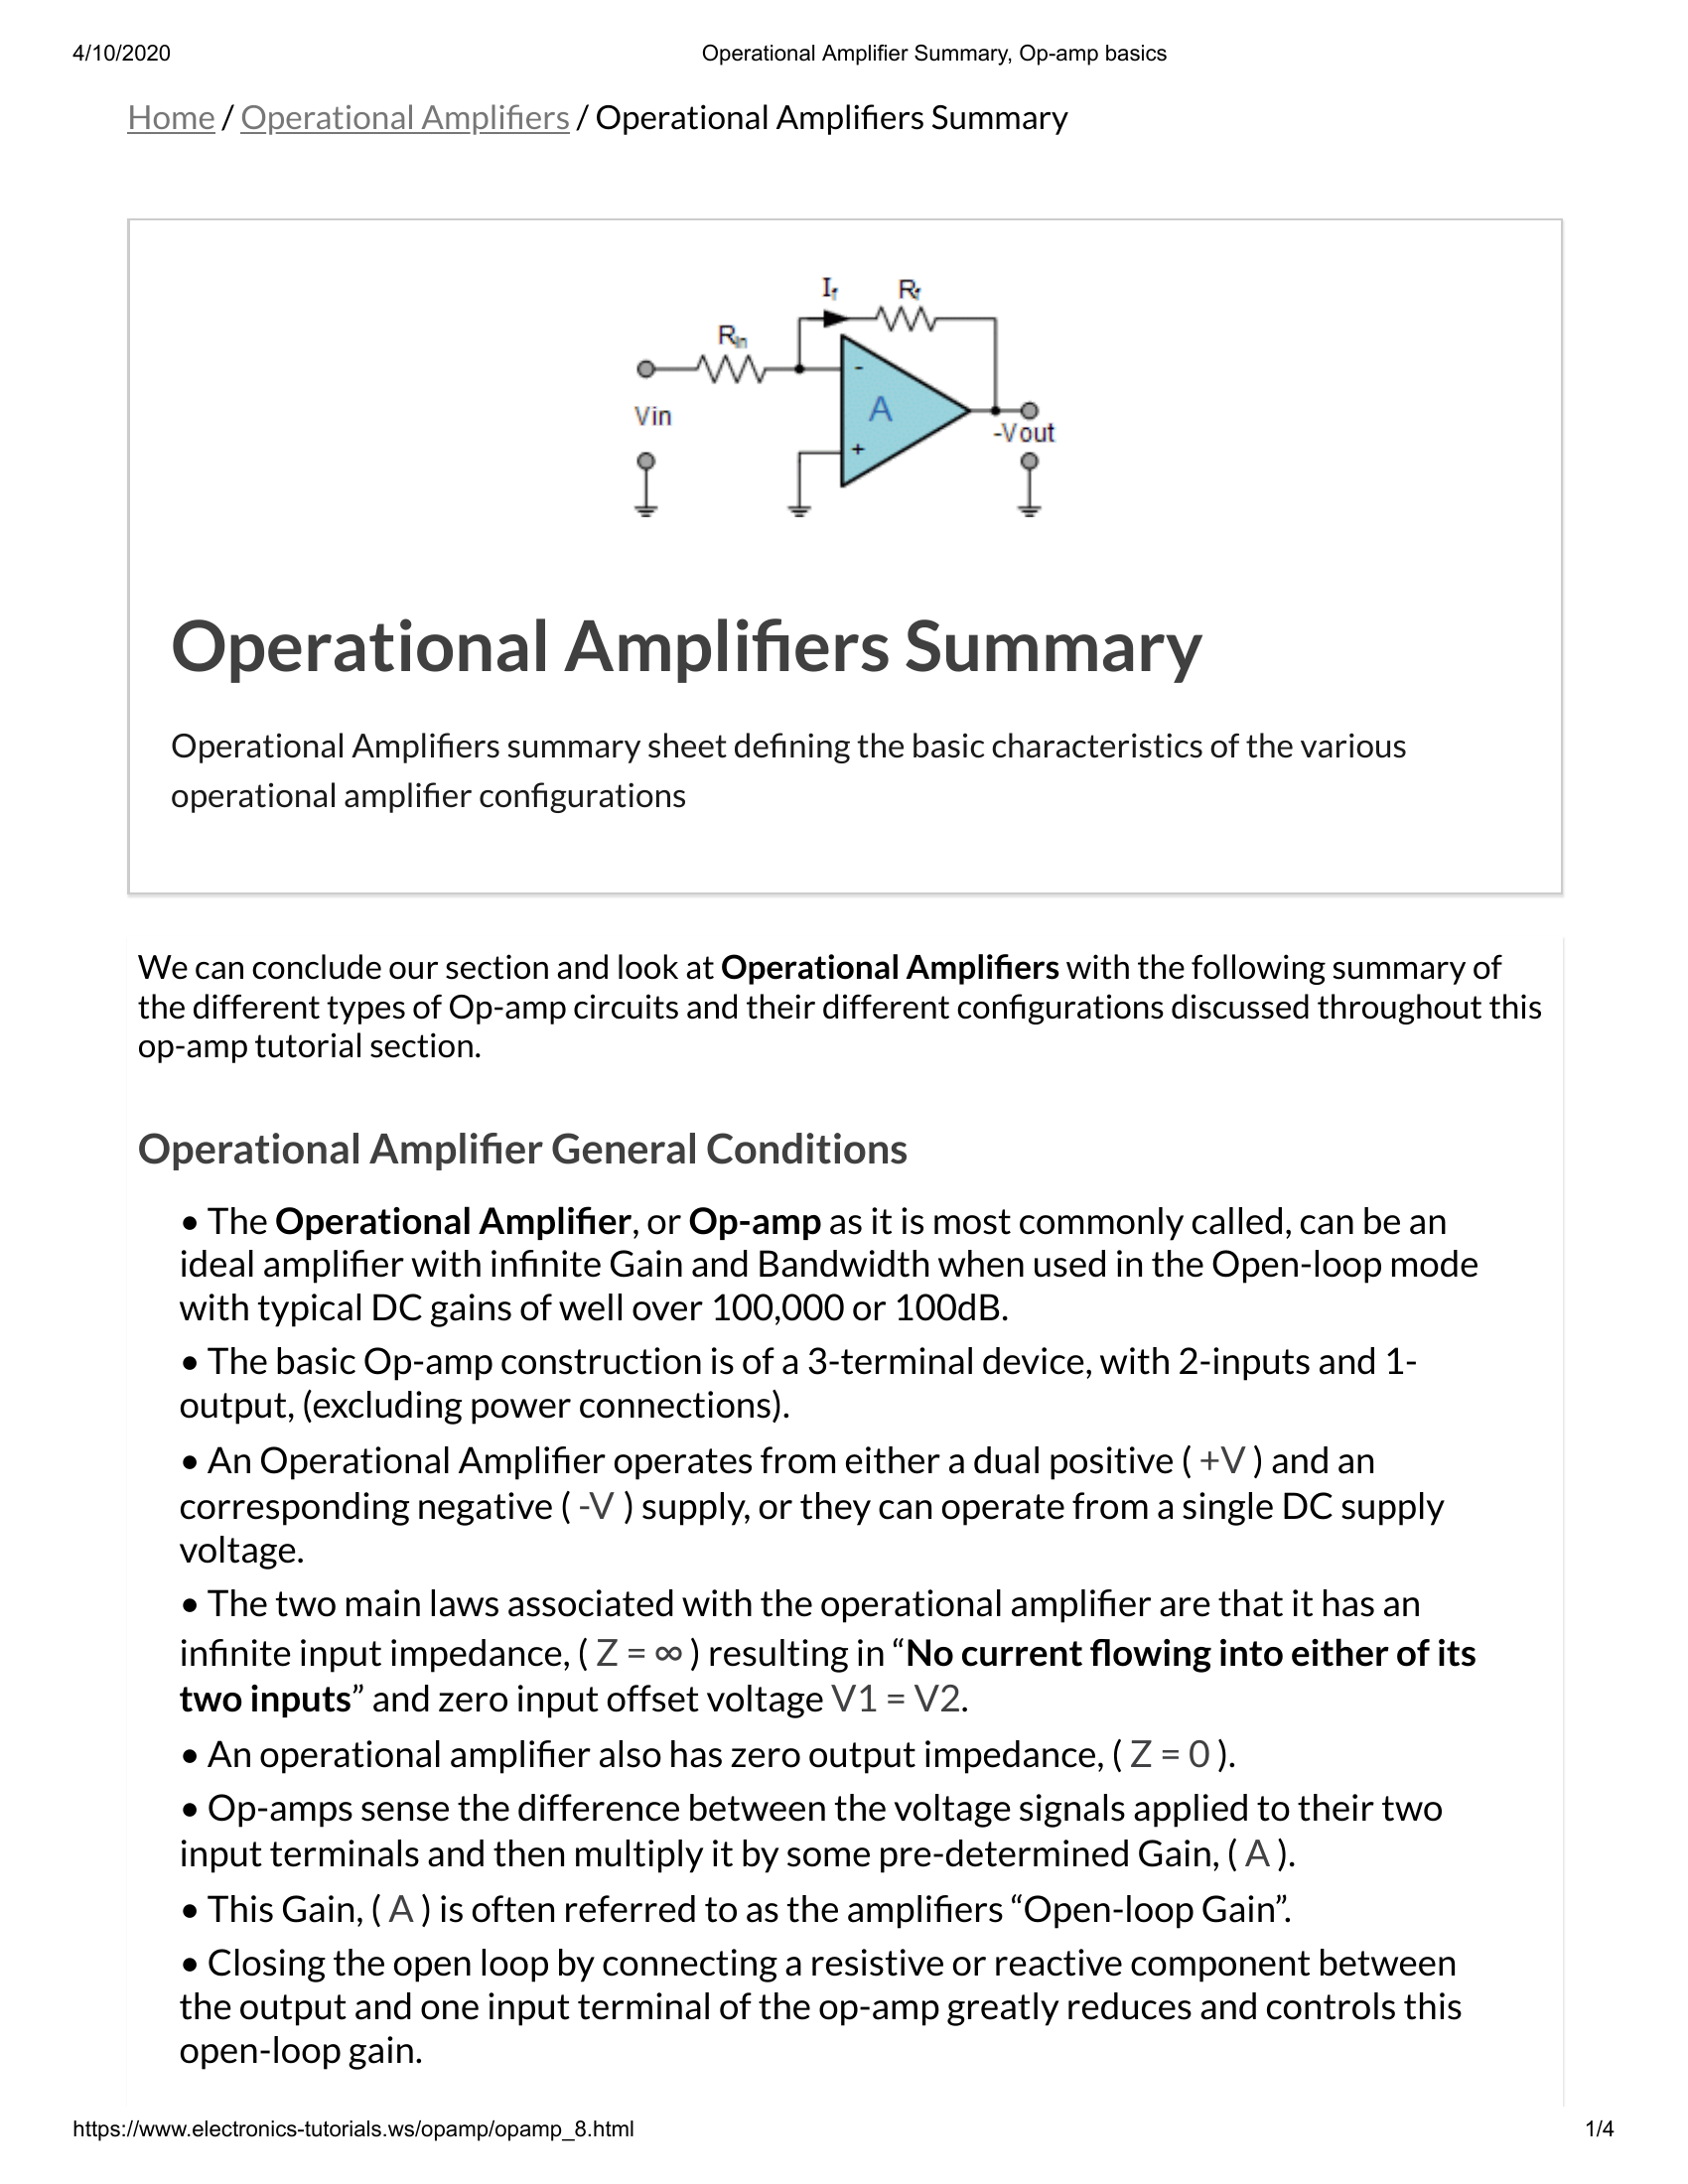 4/10/2020 Operational Amplifier Summary, Op-amp basics
Home / Operational Amplifiers / Operational Amplifiers Summary
If Rf
Rin
-
A
Vin
-Vout
+
Operational Amplifiers Summary
Operational Amplifiers summary sheet defining the basic characteristics of the various
operational amplifier configurations
We can conclude our section and look at Operational Amplifiers with the following summary of
the different types of Op-amp circuits and their different configurations discussed throughout this
op-amp tutorial section.
Operational Amplifier General Conditions
• The Operational Amplifier, or Op-amp as it is most commonly called, can be an
ideal amplifier with infinite Gain and Bandwidth when used in the Open-loop mode
with typical DC gains of well over 100,000 or 100dB.
• The basic Op-amp construction is of a 3-terminal device, with 2-inputs and 1-
output, (excluding power connections).
• An Operational Amplifier operates from either a dual positive ( +V ) and an
corresponding negative ( -V ) supply, or they can operate from a single DC supply
voltage.
• The two main laws associated with the operational amplifier are that it has an
infinite input impedance, ( Z = ∞ ) resulting in “No current flowing into either of its
two inputs” and zero input offset voltage V1 = V2.
• An operational amplifier also has zero output impedance, ( Z = 0 ).
• Op-amps sense the difference between the voltage signals applied to their two
input terminals and then multiply it by some pre-determined Gain, ( A ).
• This Gain, ( A ) is often referred to as the amplifiers “Open-loop Gain”.
• Closing the open loop by connecting a resistive or reactive component between
the output and one input terminal of the op-amp greatly reduces and controls this
open-loop gain.
https://www.electronics-tutorials.ws/opamp/opamp_8.html 1/4